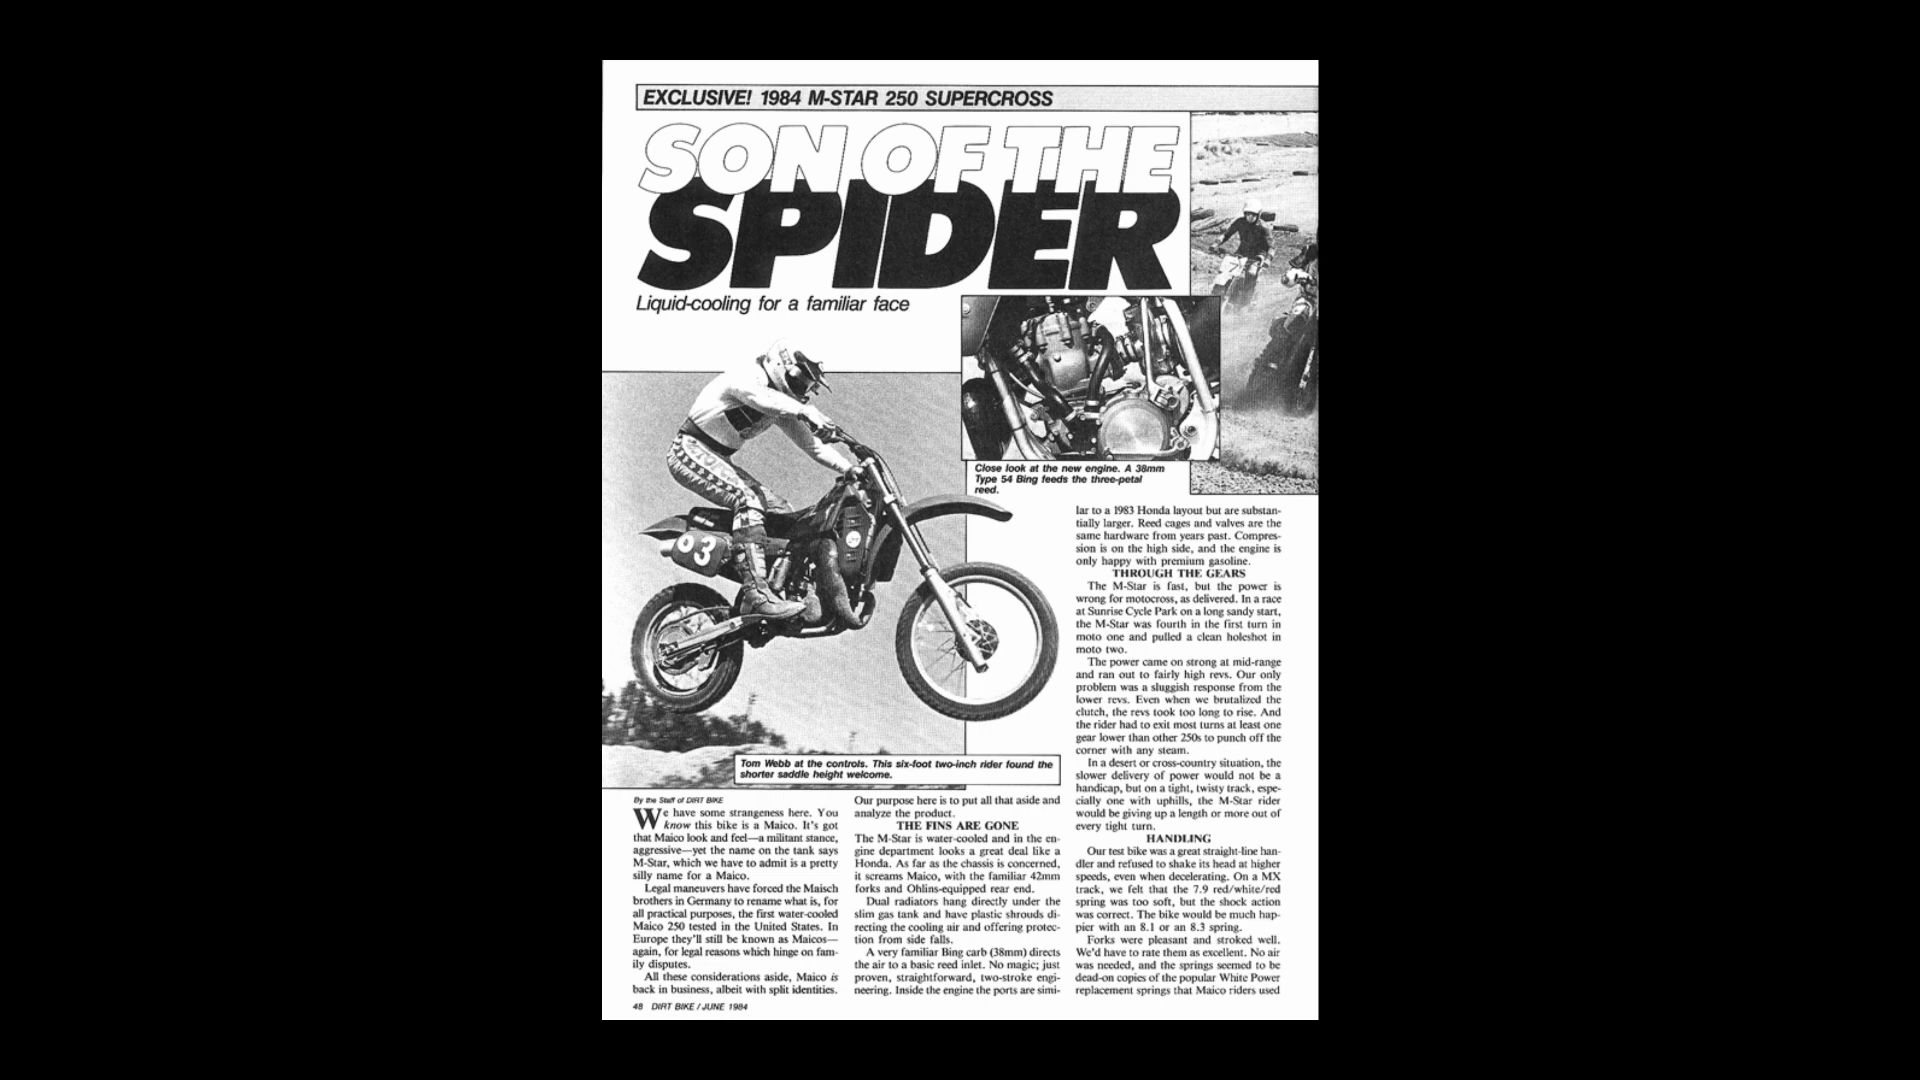 EXCLUSIVE! 1984 M-STAR 250 SUPERCROSS
SON OF THE
SPIDER
Liquid-cooling for a familiar face
Close look at the new engine. A 38mm
Type 54 Bing feeds the three-petal
reed.
63
Tom Webb at the controls. This six-foot two-inch rider found the
shorter saddle height welcome.
By the Staff of DIRT BIKE
We have some strangeness here. You
know this bike is a Maico. It's got
that Maico look and feel—a militant stance,
aggressive—yet the name on the tank says
M-Star, which we have to admit is a pretty
silly name for a Maico.
Legal maneuvers have forced the Maisch
brothers in Germany to rename what is, for
all practical purposes, the first water-cooled
Maico 250 tested in the United States. In
Europe they'll still be known as Maicos—
again, for legal reasons which hinge on fam-
ily disputes.
All these considerations aside, Maico is
back in business, albeit with split identities.
Our purpose here is to put all that aside and
analyze the product.
THE FINS ARE GONE
The M-Star is water-cooled and in the en-
gine department looks a great deal like a
Honda. As far as the chassis is concerned,
it screams Maico, with the familiar 42mm
forks and Ohlins-equipped rear end.
Dual radiators hang directly under the
slim gas tank and have plastic shrouds di-
recting the cooling air and offering protec-
tion from side falls.
A very familiar Bing carb (38mm) directs
the air to a basic reed inlet. No magic; just
proven, straightforward, two-stroke engi-
neering. Inside the engine the ports are simi-
lar to a 1983 Honda layout but are substan-
tially larger. Reed cages and valves are the
same hardware from years past. Compres-
sion is on the high side, and the engine is
only happy with premium gasoline.
THROUGH THE GEARS
The M-Star is fast, but the power is
wrong for motocross, as delivered. In a race
at Sunrise Cycle Park on a long sandy start,
the M-Star was fourth in the first turn in
moto one and pulled a clean holeshot in
moto two.
The power came on strong at mid-range
and ran out to fairly high revs. Our only
problem was a sluggish response from the
lower revs. Even when we brutalized the
clutch, the revs took too long to rise. And
the rider had to exit most turns at least one
gear lower than other 250s to punch off the
corner with any steam.
In a desert or cross-country situation, the
slower delivery of power would not be a
handicap, but on a tight, twisty track, espe-
cially one with uphills, the M-Star rider
would be giving up a length or more out of
every tight turn.
HANDLING
Our test bike was a great straight-line han-
dler and refused to shake its head at higher
speeds, even when decelerating. On a MX
track, we felt that the 7.9 red/white/red
spring was too soft, but the shock action
was correct. The bike would be much hap-
pier with an 8.1 or an 8.3 spring.
Forks were pleasant and stroked well.
We'd have to rate them as excellent. No air
was needed, and the springs seemed to be
dead-on copies of the popular White Power
replacement springs that Maico riders used
48 DIRT BIKE / JUNE 1984